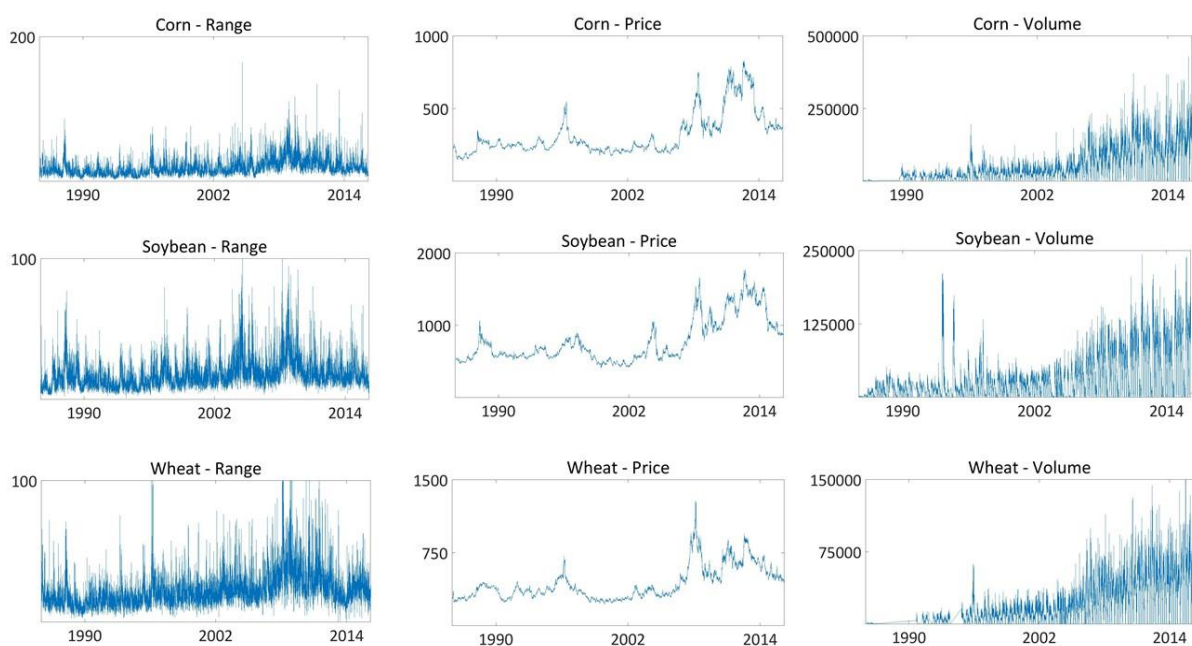 Corn - Range
200
1990 2002 2014
Corn - Price
1000
500
1990 2002 2014
Corn - Volume
500000
250000
1990 2002 2014
Soybean - Range
100
1990 2002 2014
Soybean - Price
2000
1000
1990 2002 2014
Soybean - Volume
250000
125000
1990 2002 2014
Wheat - Range
100
1990 2002 2014
Wheat - Price
1500
750
1990 2002 2014
Wheat - Volume
150000
75000
1990 2002 2014